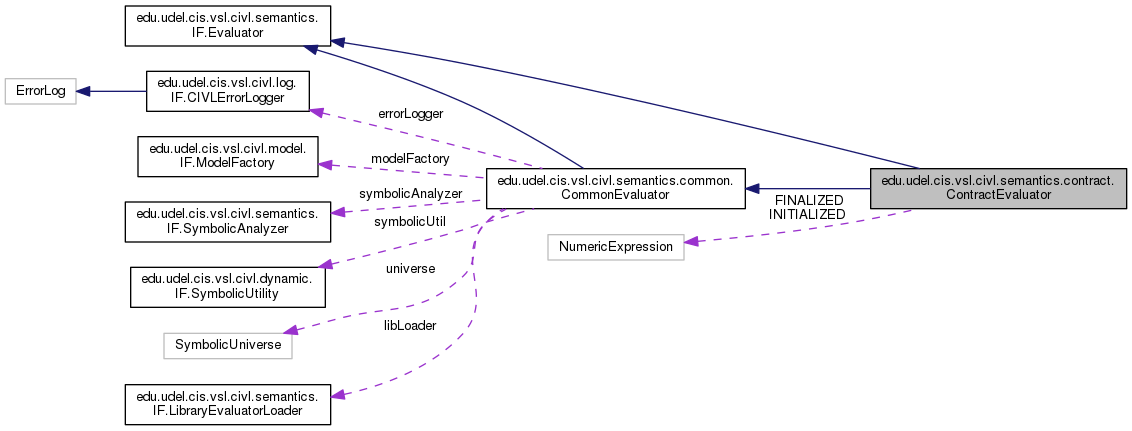 edu.udel.cis.vsl.civl.semantics.
IF.Evaluator
ErrorLog
edu.udel.cis.vsl.civl.log.
IF.CIVLErrorLogger
errorLogger
edu.udel.cis.vsl.civl.model.
IF.ModelFactory
modelFactory
edu.udel.cis.vsl.civl.semantics.common.
CommonEvaluator
edu.udel.cis.vsl.civl.semantics.contract.
ContractEvaluator
FINALIZED
INITIALIZED
symbolicAnalyzer
edu.udel.cis.vsl.civl.semantics.
IF.SymbolicAnalyzer
symbolicUtil
NumericExpression
edu.udel.cis.vsl.civl.dynamic.
IF.SymbolicUtility
universe
SymbolicUniverse
libLoader
edu.udel.cis.vsl.civl.semantics.
IF.LibraryEvaluatorLoader